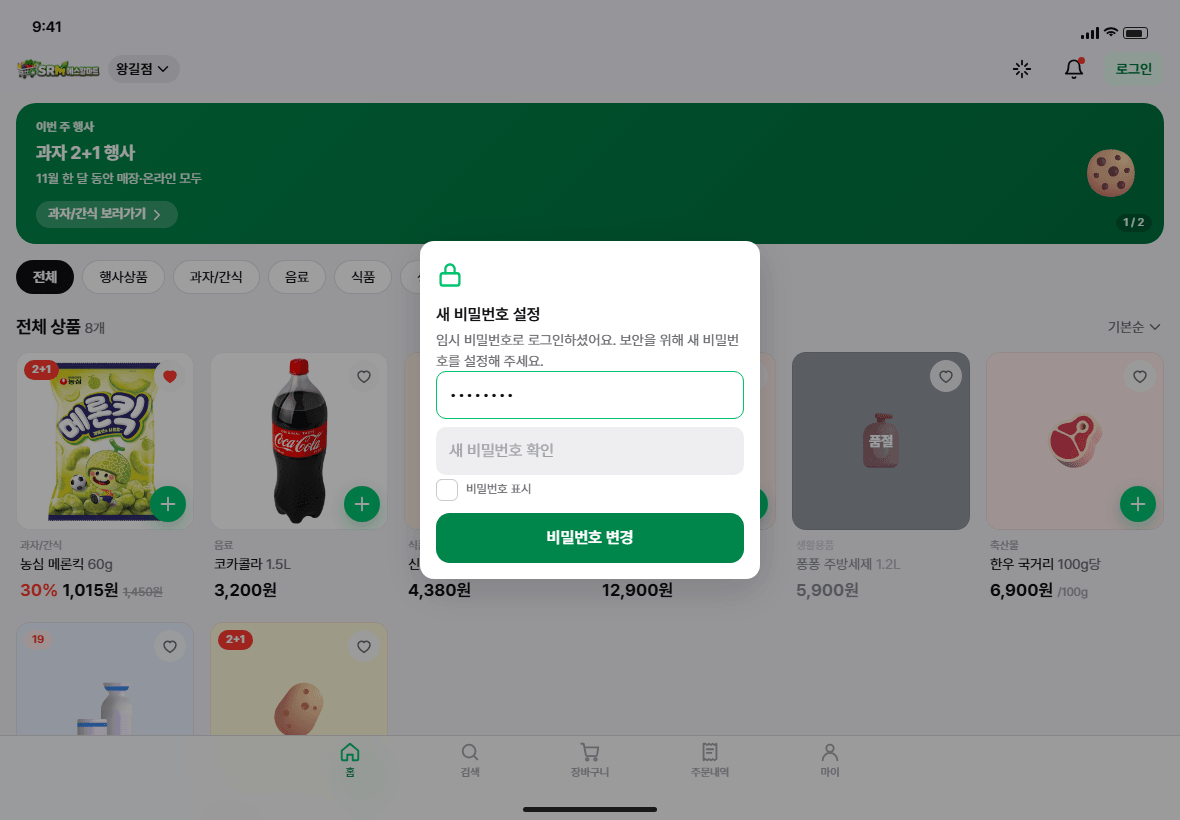 9:41
SRM 에스알마트
왕길점
로그인
이번 주 행사
과자 2+1 행사
11월 한 달 동안 매장·온라인 모두
과자/간식 보러가기
1 / 2
전체
행사상품
과자/간식
음료
식품
전체 상품 8개
기본순
새 비밀번호 설정
임시 비밀번호로 로그인하셨어요. 보안을 위해 새 비밀번
호를 설정해 주세요.
••••••••
새 비밀번호 확인
비밀번호 표시
비밀번호 변경
2+1
농심
메론킥
Coca-Cola
품절
과자/간식
농심 메론킥 60g
30% 1,015원 1,450원
음료
코카콜라 1.5L
3,200원
4,380원
12,900원
생활용품
퐁퐁 주방세제 1.2L
5,900원
축산물
한우 국거리 100g당
6,900원 /100g
19
2+1
홈
검색
장바구니
주문내역
마이